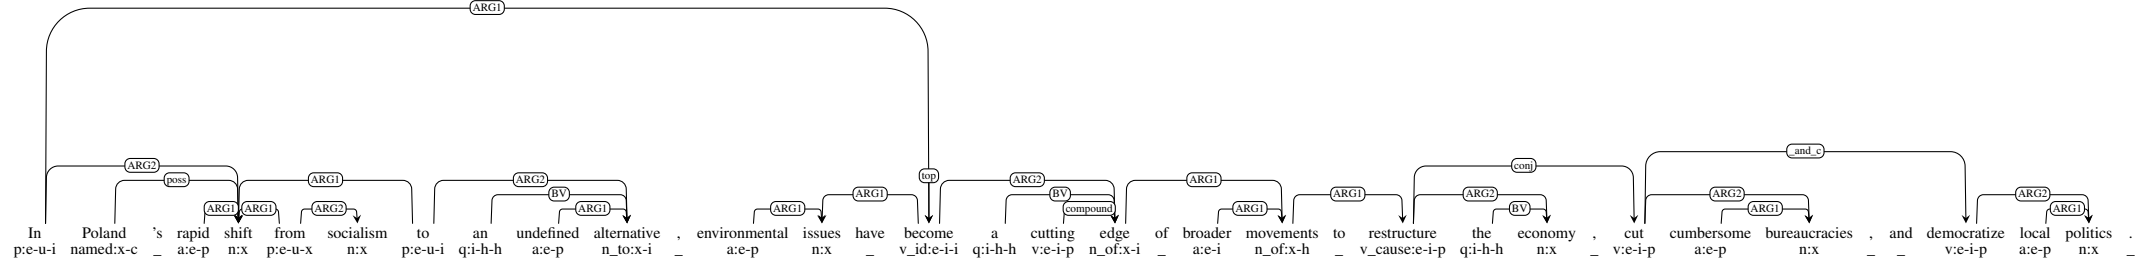 ARG1
_and_c
ARG2 conj
poss ARG1 ARG2 top ARG2 ARG1
BV ARG1 BV ARG1 ARG2 ARG2 ARG2
ARG1 ARG1 ARG2 ARG1 ARG1 compound ARG1 BV ARG1 ARG1
In Poland 's rapid shift from socialism to an undefined alternative , environmental issues have become a cutting edge of broader movements to restructure the economy , cut cumbersome bureaucracies , and democratize local politics .
p:e-u-i named:x-c _ a:e-p n:x p:e-u-x n:x p:e-u-i q:i-h-h a:e-p n_to:x-i _ a:e-p n:x _ v_id:e-i-i q:i-h-h v:e-i-p n_of:x-i _ a:e-i n_of:x-h _ v_cause:e-i-p q:i-h-h n:x _ v:e-i-p a:e-p n:x _ _ v:e-i-p a:e-p n:x _